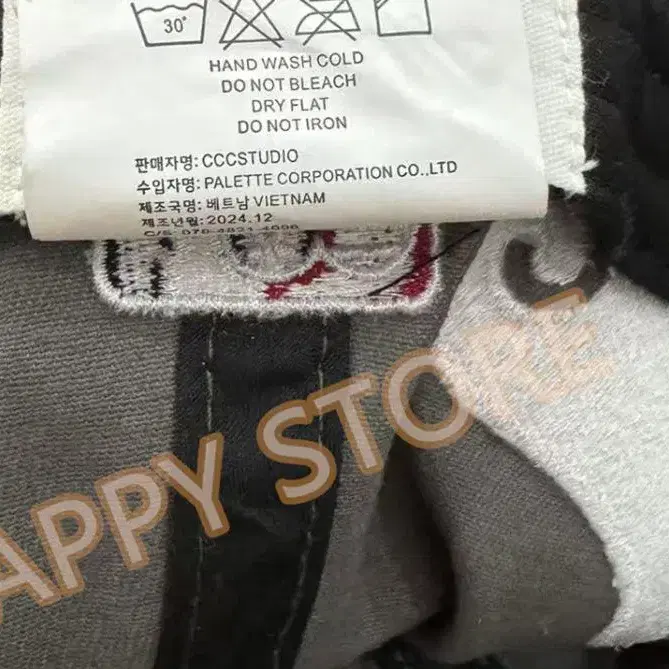 30°
HAND WASH COLD
DO NOT BLEACH
DRY FLAT
DO NOT IRON
판매자명: CCCSTUDIO
수입자명: PALETTE CORPORATION CO.,LTD
제조국명: 베트남 VIETNAM
제조년월: 2024.12
APPY STORE